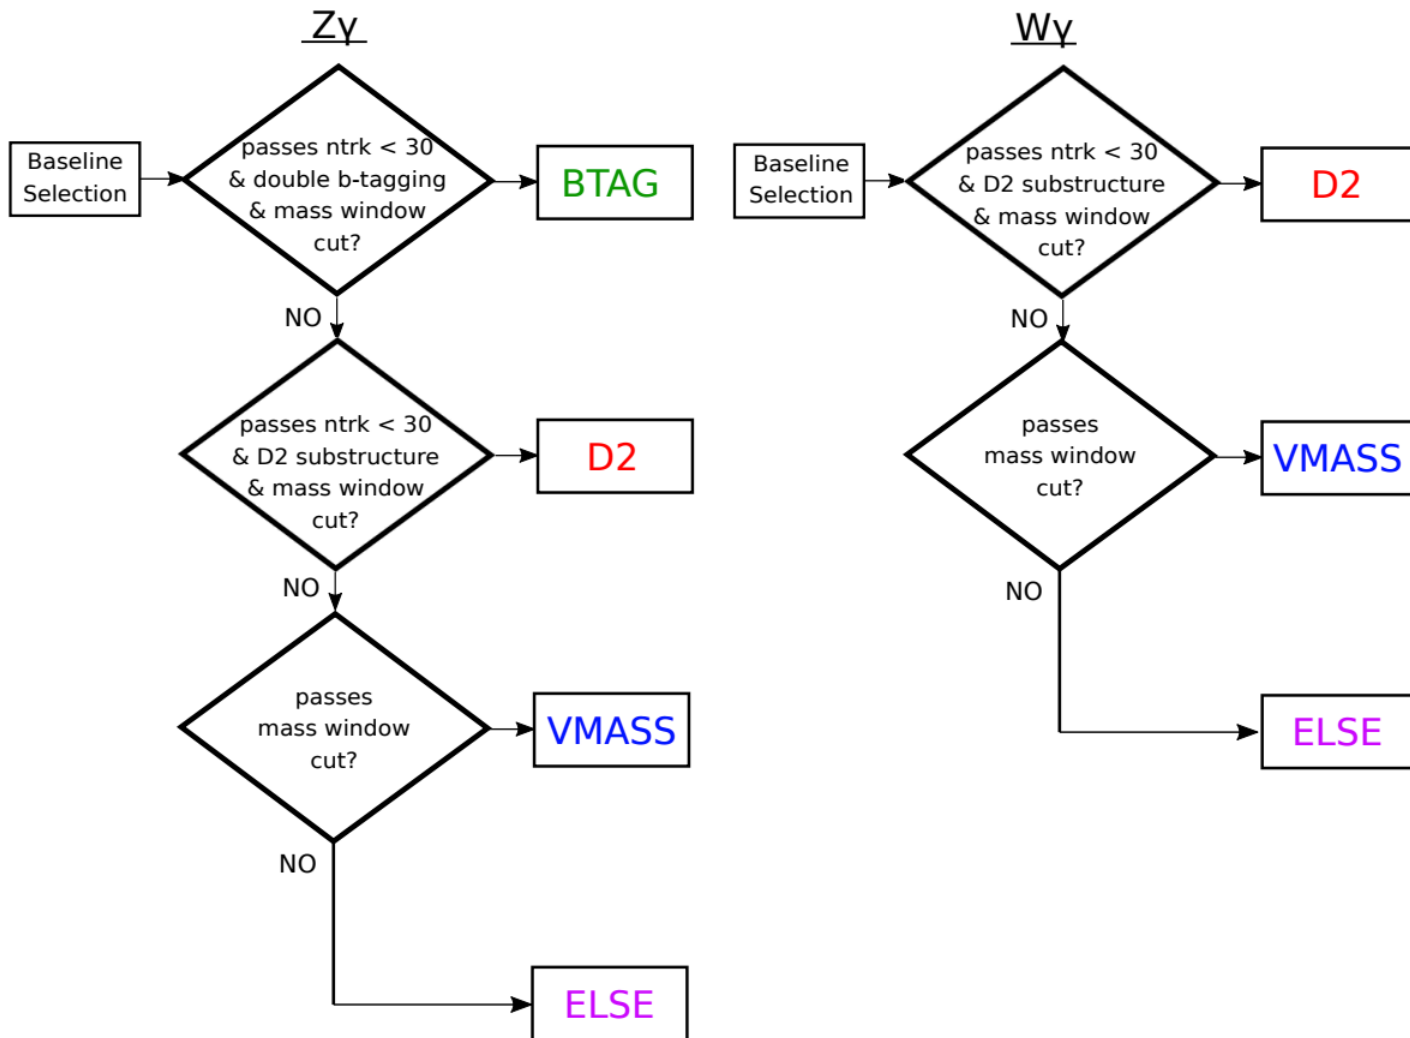 Zγ
Baseline
Selection
passes ntrk < 30
& double b-tagging
& mass window
cut?
BTAG
NO
passes ntrk < 30
& D2 substructure
& mass window
cut?
D2
NO
passes
mass window
cut?
VMASS
NO
ELSE
Wγ
Baseline
Selection
passes ntrk < 30
& D2 substructure
& mass window
cut?
D2
NO
passes
mass window
cut?
VMASS
NO
ELSE